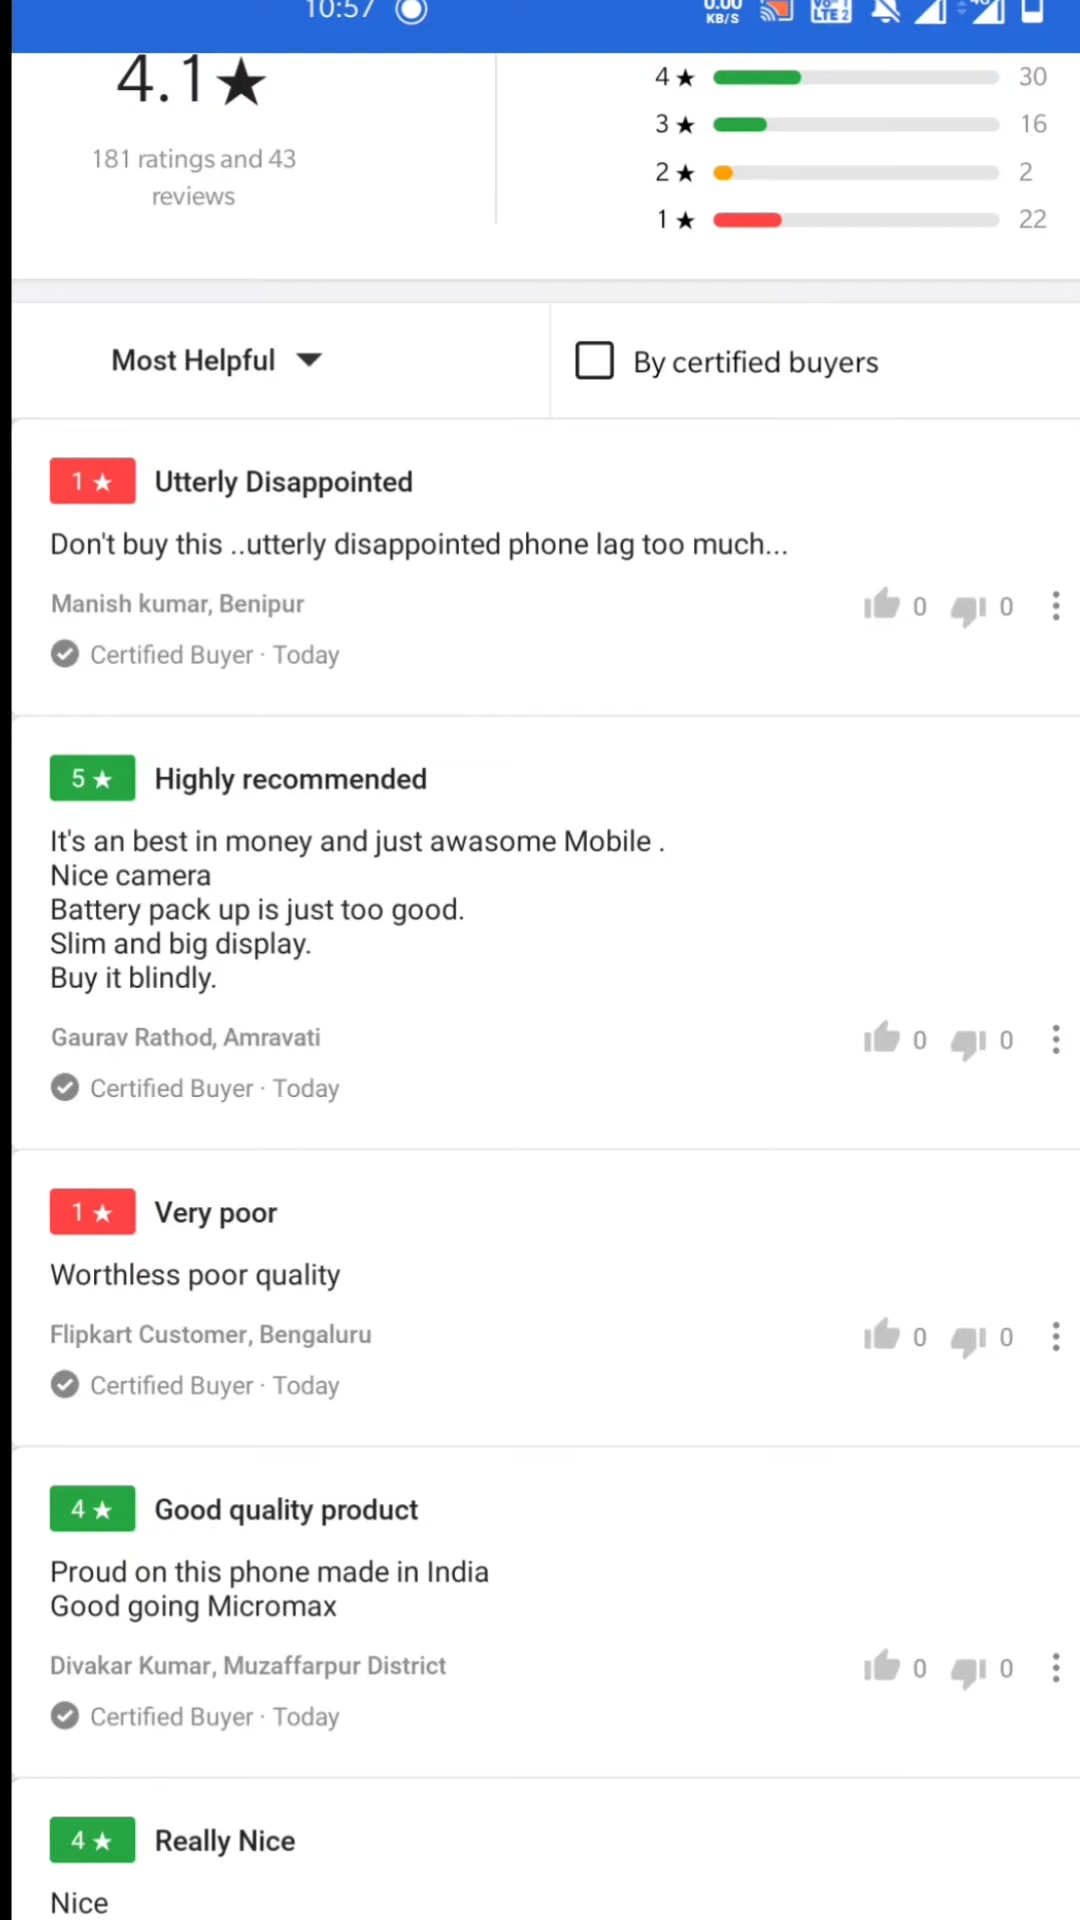 10:57
0.00
KB/S
LTE 2
4.1★
181 ratings and 43
reviews
4★ 30
3★ 16
2★ 2
1★ 22
Most Helpful
By certified buyers
1★ Utterly Disappointed
Don't buy this ..utterly disappointed phone lag too much...
Manish kumar, Benipur
0 0
Certified Buyer · Today
5★ Highly recommended
It's an best in money and just awasome Mobile .
Nice camera
Battery pack up is just too good.
Slim and big display.
Buy it blindly.
Gaurav Rathod, Amravati
0 0
Certified Buyer · Today
1★ Very poor
Worthless poor quality
Flipkart Customer, Bengaluru
0 0
Certified Buyer · Today
4★ Good quality product
Proud on this phone made in India
Good going Micromax
Divakar Kumar, Muzaffarpur District
0 0
Certified Buyer · Today
4★ Really Nice
Nice